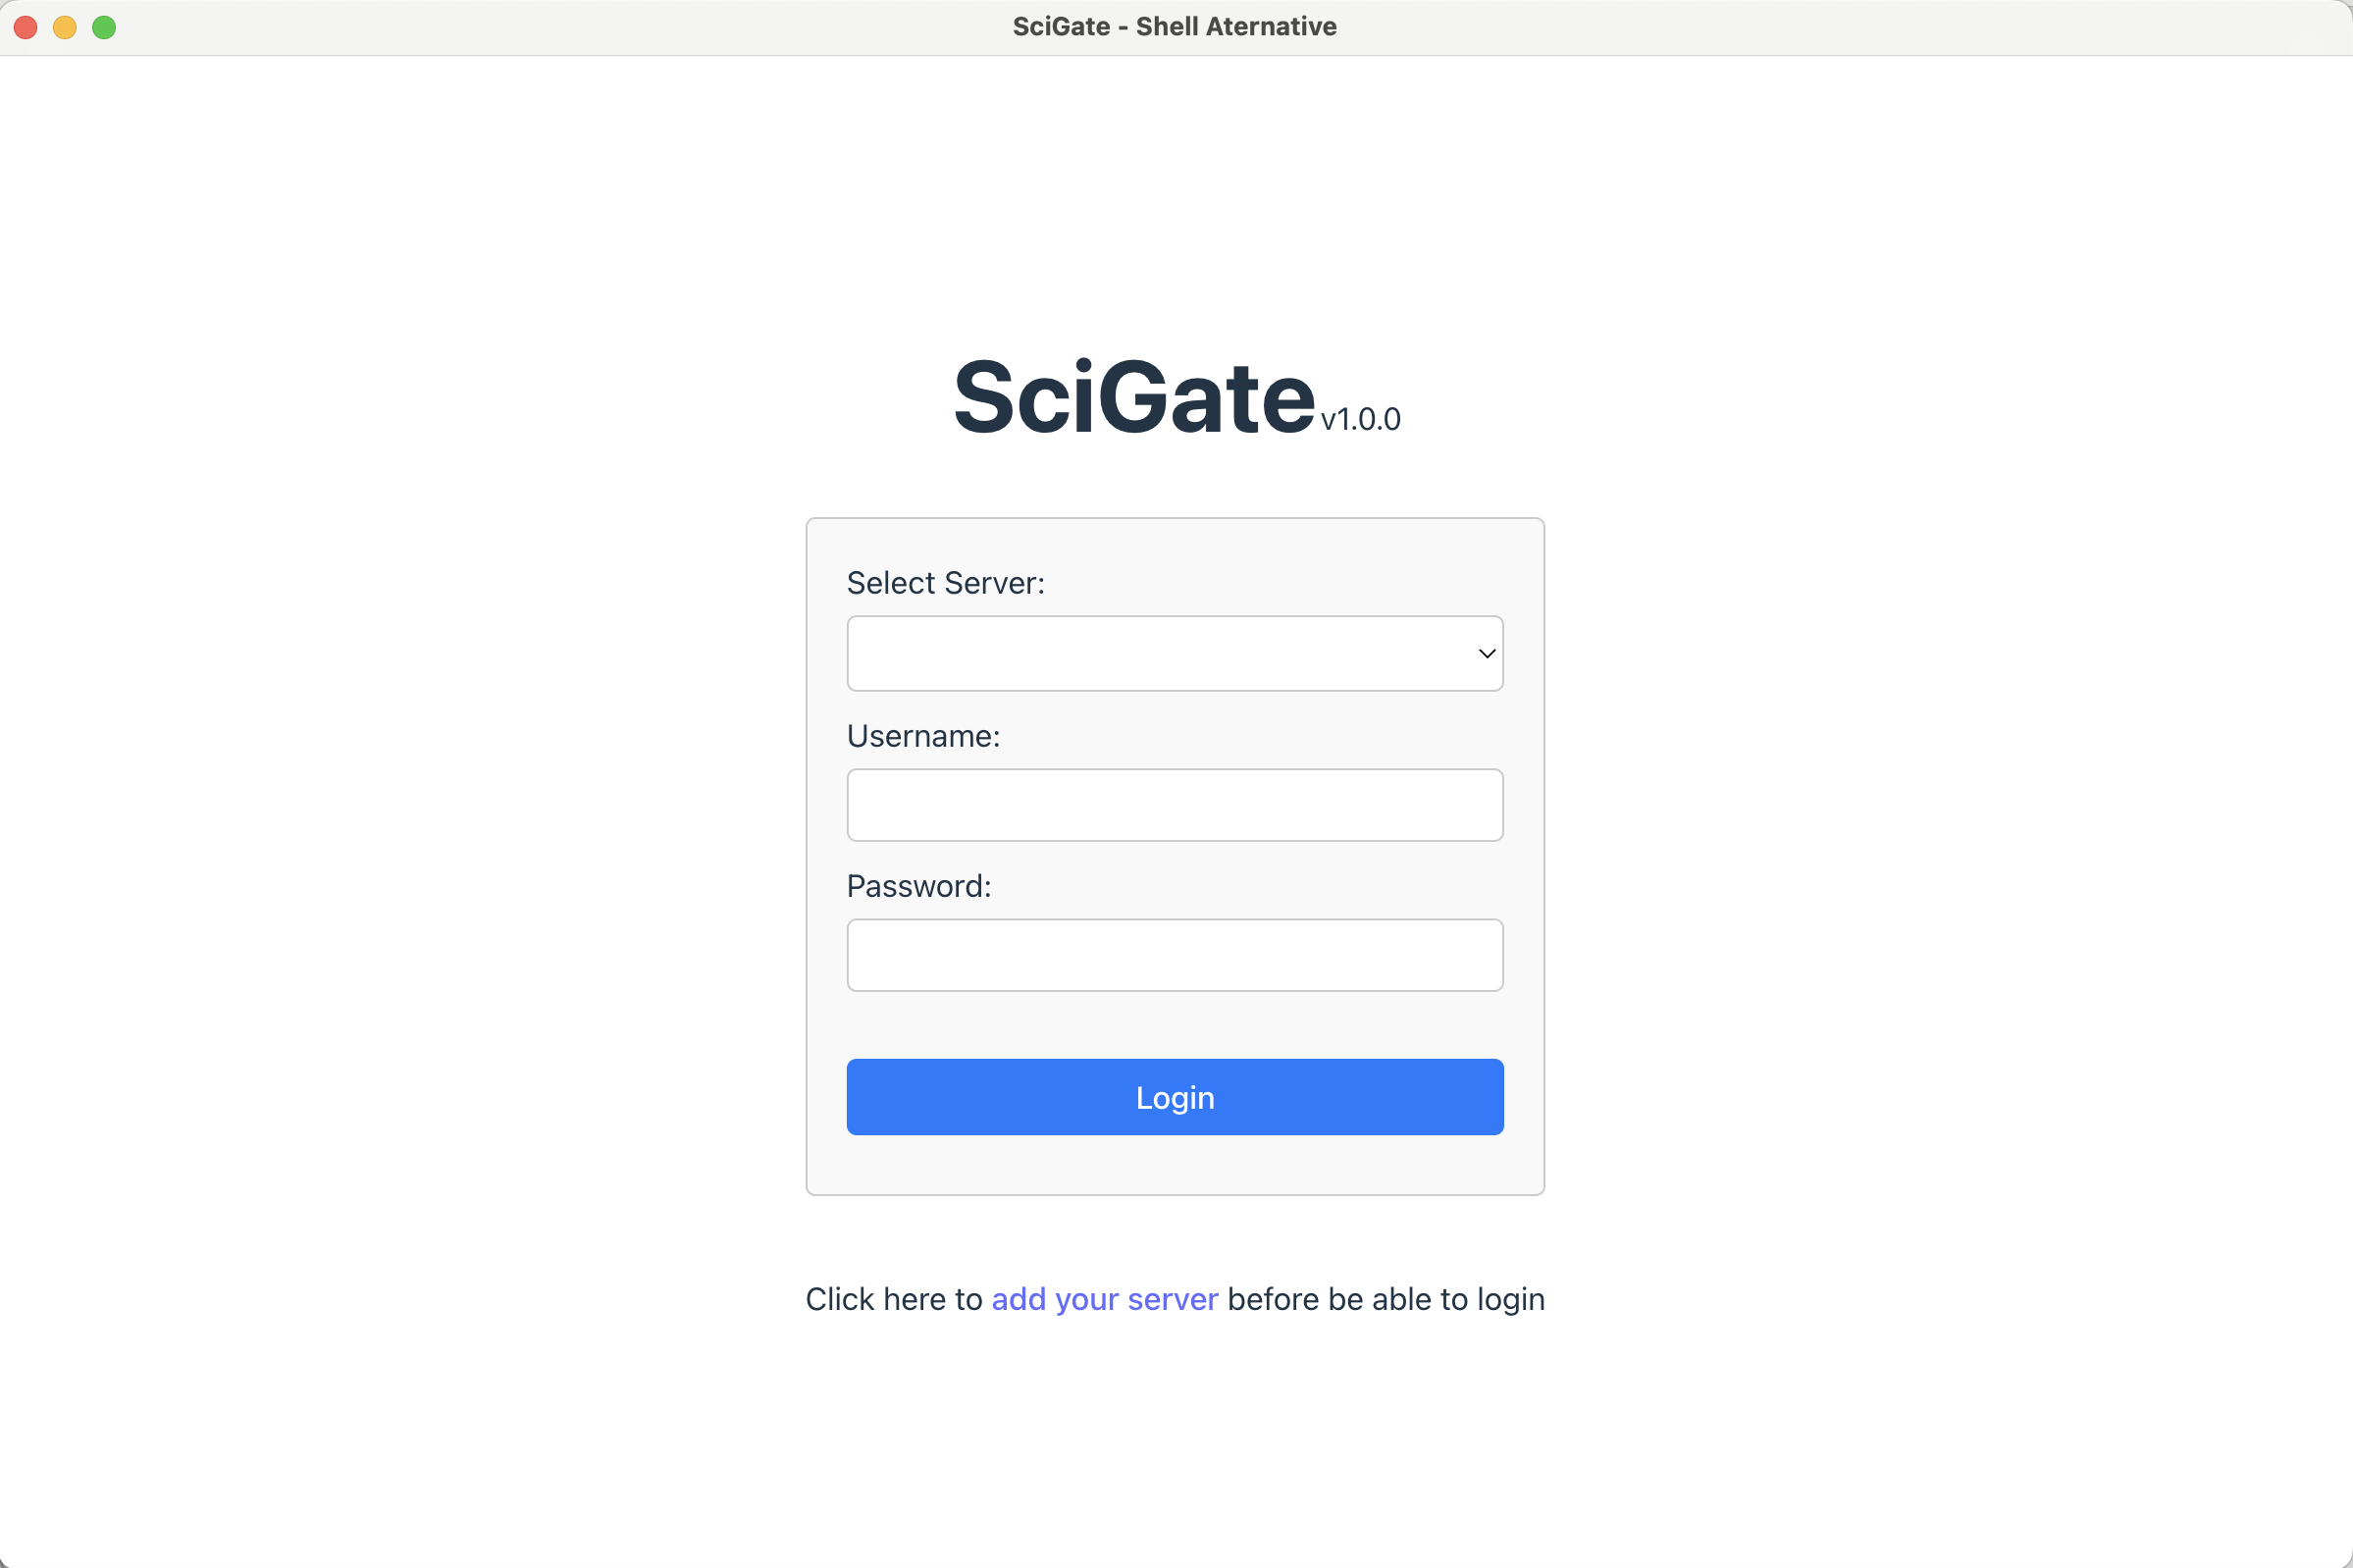 SciGate - Shell Aternative
SciGate v1.0.0
Select Server:
Username:
Password:
Login
Click here to add your server before be able to login